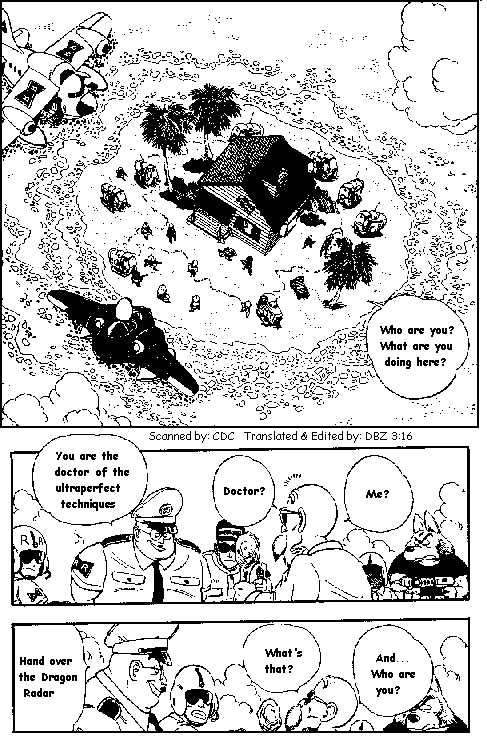 Who are you?
What are you
doing here?
Scanned by: CDC Translated & Edited by: DBZ 3:16
You are the
doctor of the
ultraperfect
techniques
Doctor?
Me?
R
Hand over
the Dragon
Radar
What's
that?
And...
Who are
you?